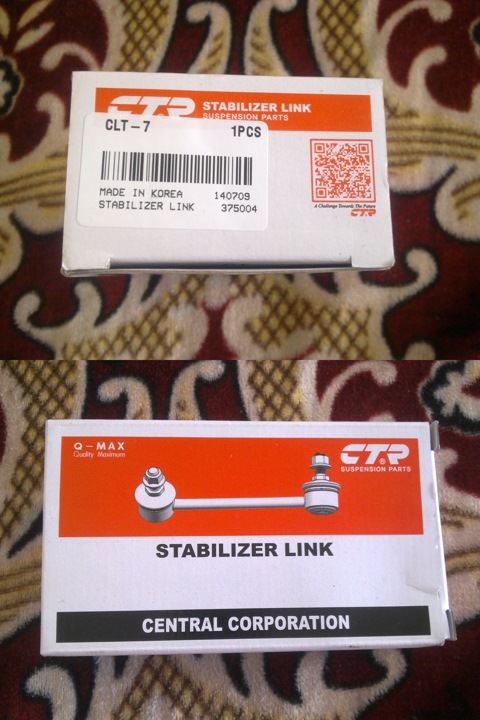 CTR STABILIZER LINK
SUSPENSION PARTS
CLT-7 1PCS
MADE IN KOREA 140709
STABILIZER LINK 375004
A Challenge Towards The Future
CTR
Q-MAX
Quality Maximum
CTR
®
SUSPENSION PARTS
STABILIZER LINK
CENTRAL CORPORATION